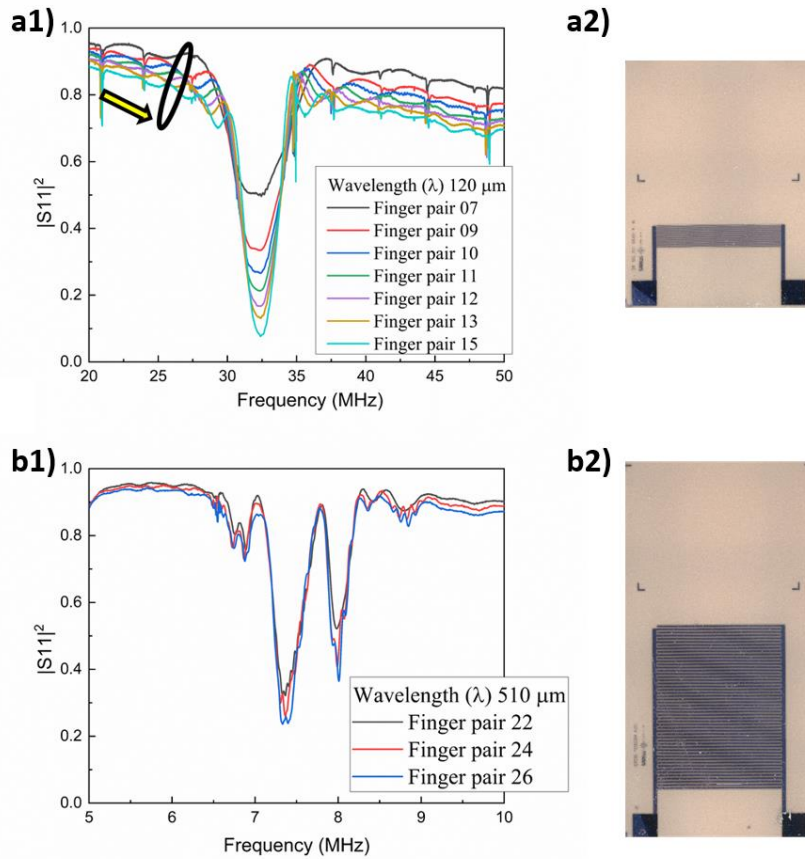 a1)
a2)
1.0
0.8
0.6
0.4
0.2
0.0
|S11|²
Wavelength (λ) 120 μm
Finger pair 07
Finger pair 09
Finger pair 10
Finger pair 11
Finger pair 12
Finger pair 13
Finger pair 15
20 25 30 35 40 45 50
Frequency (MHz)
b1)
b2)
1.0
0.8
0.6
0.4
0.2
0.0
|S11|²
Wavelength (λ) 510 μm
Finger pair 22
Finger pair 24
Finger pair 26
5 6 7 8 9 10
Frequency (MHz)